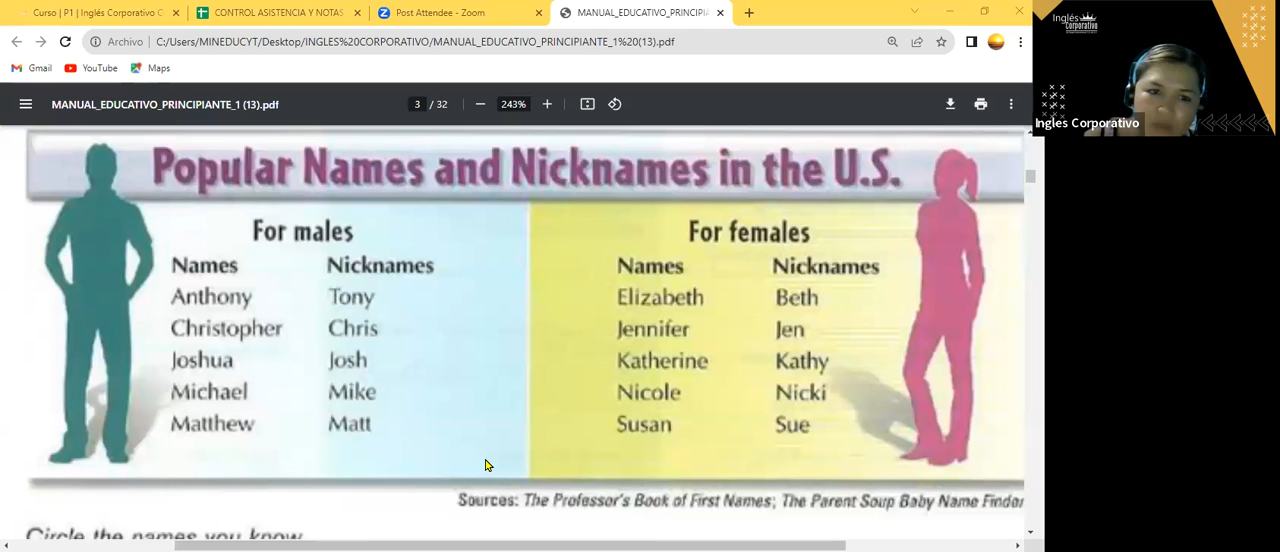 Curso | P1 | Inglés Corporativo C
CONTROL ASISTENCIA Y NOTAS
Post Attendee - Zoom
MANUAL_EDUCATIVO_PRINCIPIA
Archivo
C:/Users/MINEDUCYT/Desktop/INGLES%20CORPORATIVO/MANUAL_EDUCATIVO_PRINCIPIANTE_1%20(13).pdf
Gmail
YouTube
Maps
MANUAL_EDUCATIVO_PRINCIPIANTE_1 (13).pdf
3 / 32
243%
Popular Names and Nicknames in the U.S.
For males
Names Nicknames
Anthony Tony
Christopher Chris
Joshua Josh
Michael Mike
Matthew Matt
For females
Names Nicknames
Elizabeth Beth
Jennifer Jen
Katherine Kathy
Nicole Nicki
Susan Sue
Sources: The Professor's Book of First Names; The Parent Soup Baby Name Finder
Circle the names you know
Inglés
Corporativo
Inglés Corporativo